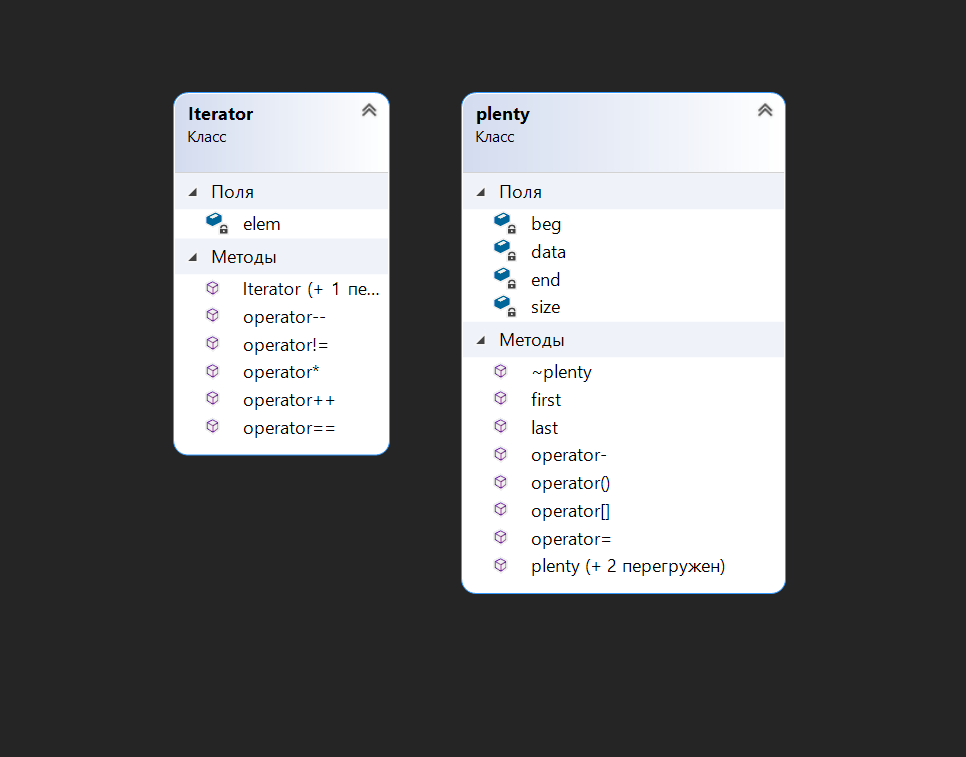 Iterator
Класс
Поля
elem
Методы
Iterator (+ 1 пе...
operator--
operator!=
operator*
operator++
operator==
plenty
Класс
Поля
beg
data
end
size
Методы
~plenty
first
last
operator-
operator()
operator[]
operator=
plenty (+ 2 перегружен)